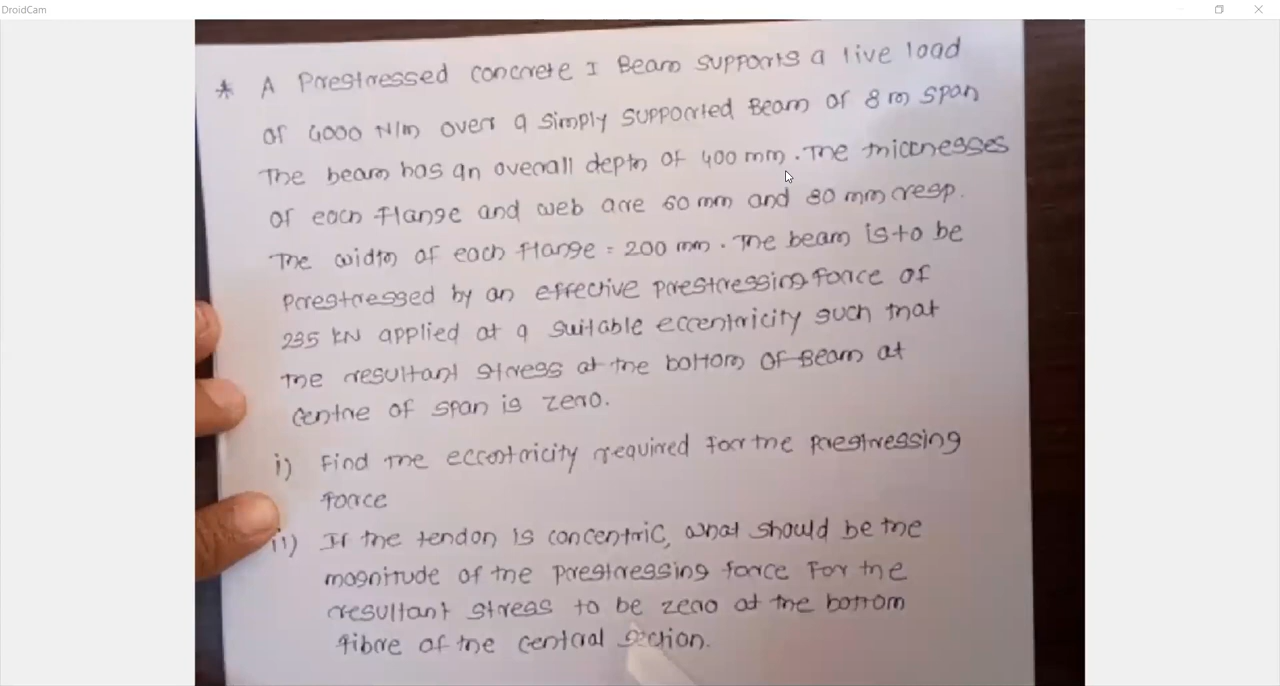 DroidCam
* A Prestressed concrete I Beam supports a live load
of 4000 N/m over a simply supported Beam of 8 m span
The beam has an overall depth of 400 mm. The thicknesses
of each flange and web are 60 mm and 80 mm resp.
The width of each flange = 200 mm. The beam is to be
prestressed by an effective prestressing force of
235 kN applied at a suitable eccentricity such that
the resultant stress at the bottom of Beam at
centre of span is zero.
i) Find the eccentricity required for the prestressing
force
ii) If the tendon is concentric, what should be the
magnitude of the prestressing force for the
resultant stress to be zero at the bottom
fibre of the central section.